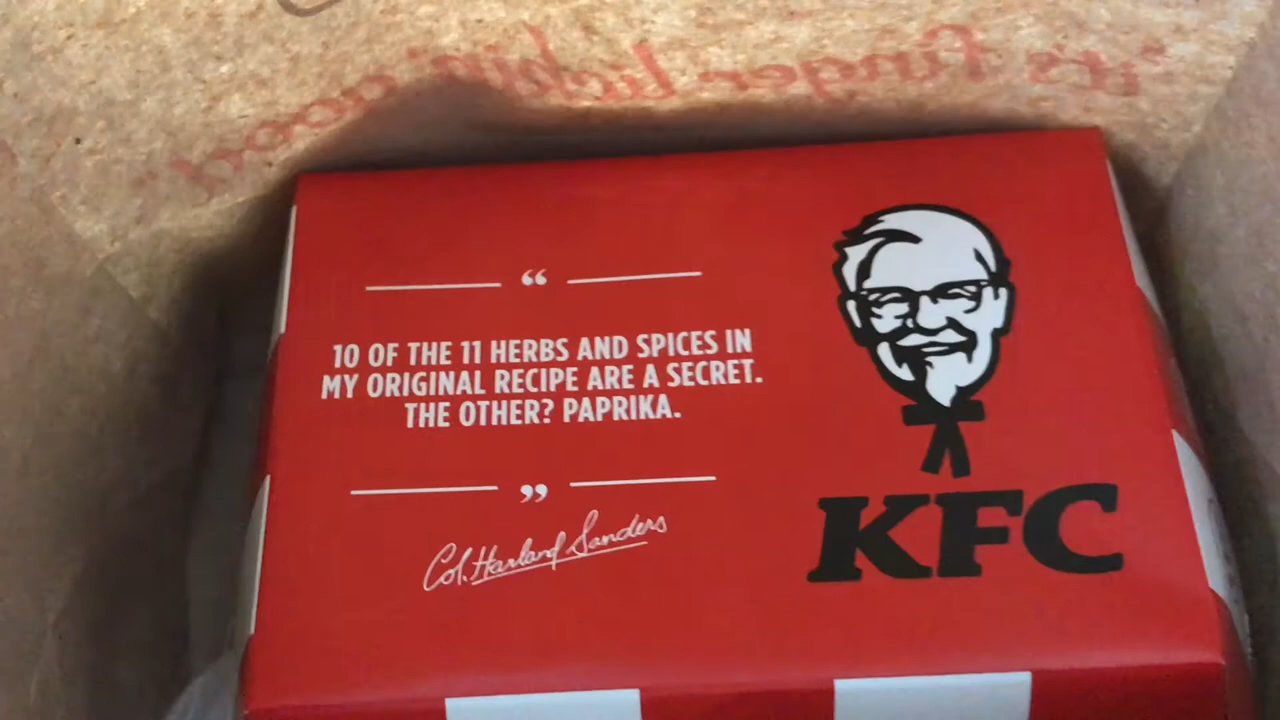 "it's finger lickin' good"
“
10 OF THE 11 HERBS AND SPICES IN
MY ORIGINAL RECIPE ARE A SECRET.
THE OTHER? PAPRIKA.
”
Col. Harland Sanders
KFC